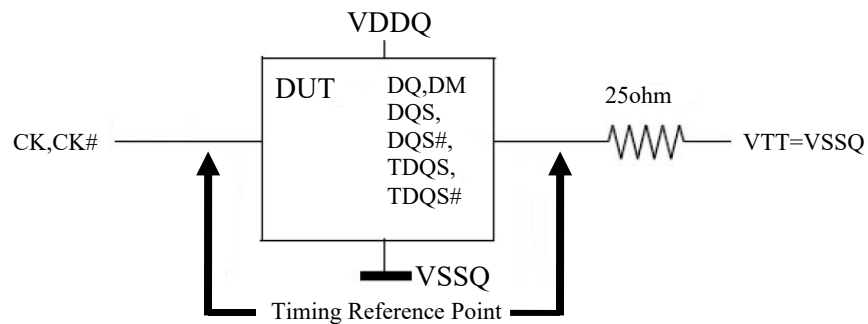 VDDQ
DUT
DQ,DM
DQS,
DQS#,
TDQS,
TDQS#
25ohm
CK,CK#
VTT=VSSQ
VSSQ
Timing Reference Point